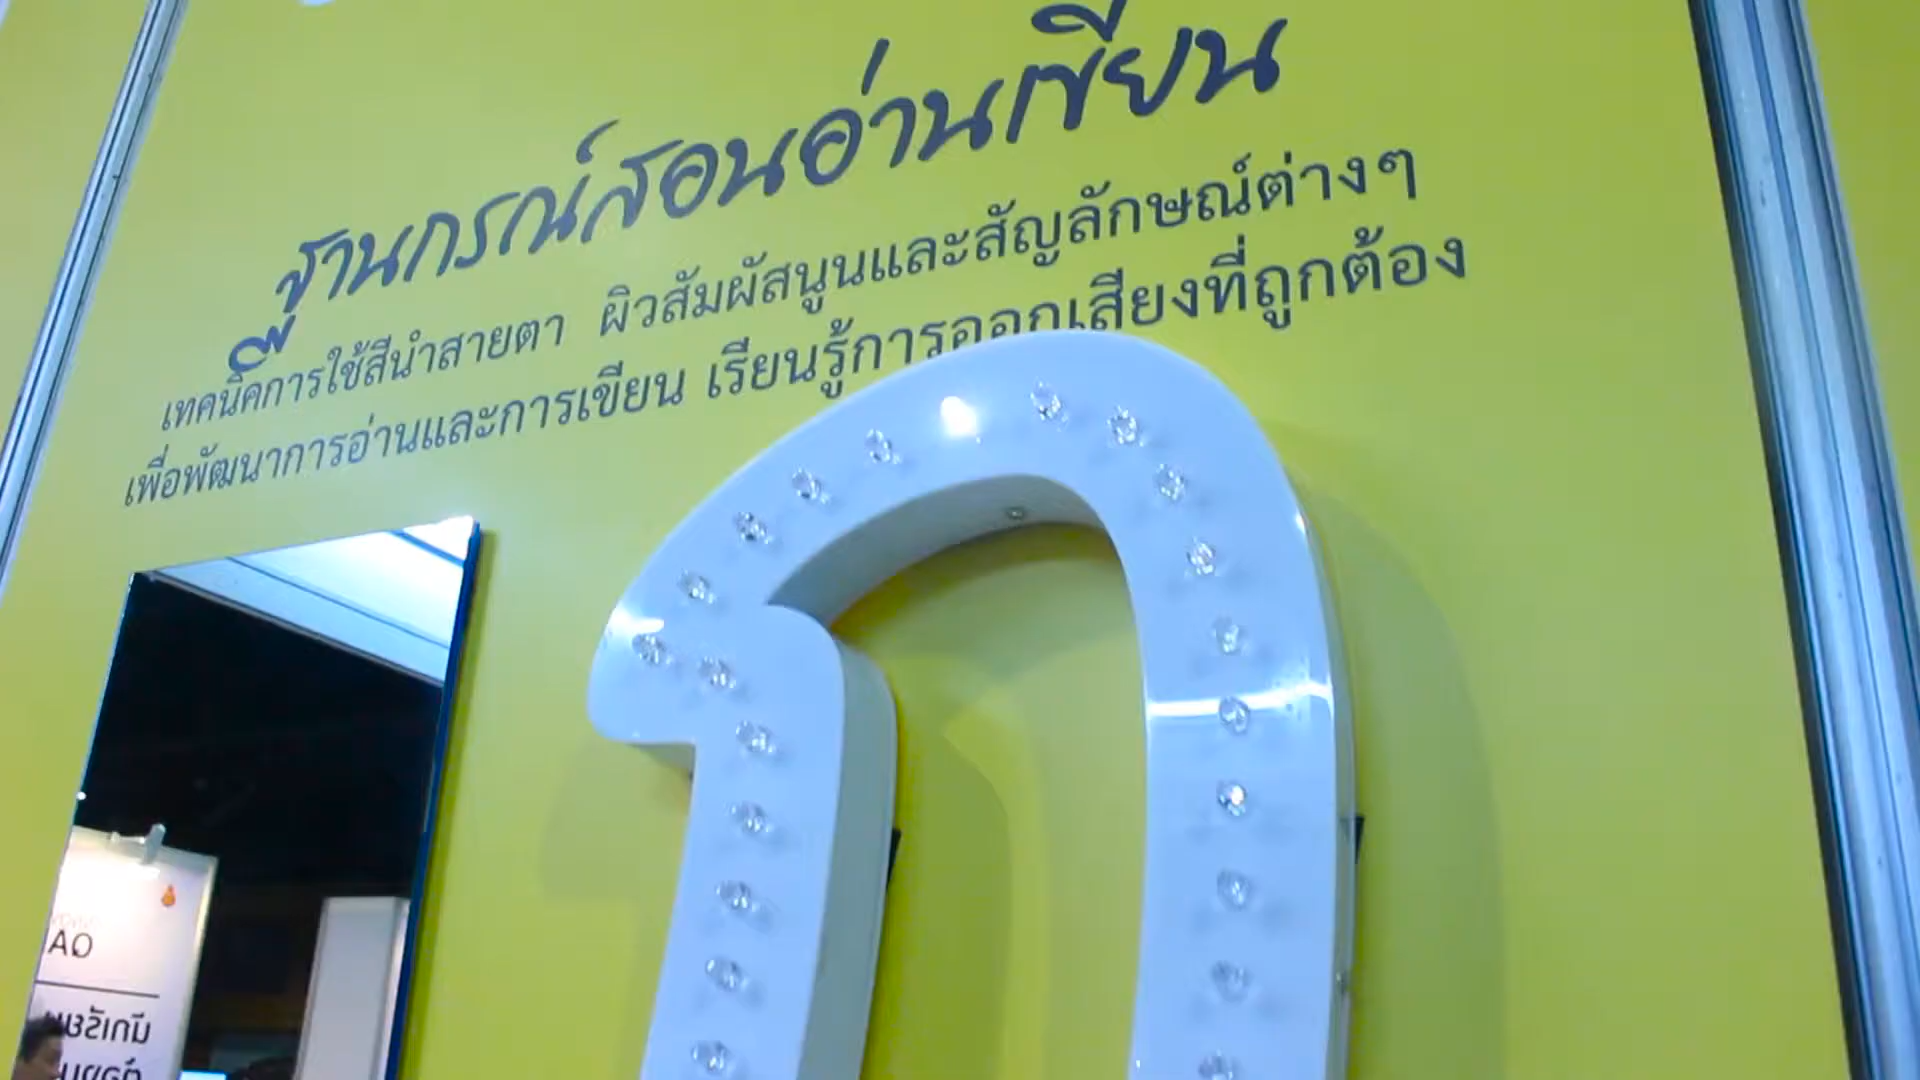 ฐานกรณ์สอนอ่านเขียน
เทคนิคการใช้สีนำสายตา ผิวสัมผัสนูนและสัญลักษณ์ต่างๆ
เพื่อพัฒนาการอ่านและการเขียน เรียนรู้การออกเสียงที่ถูกต้อง
ก